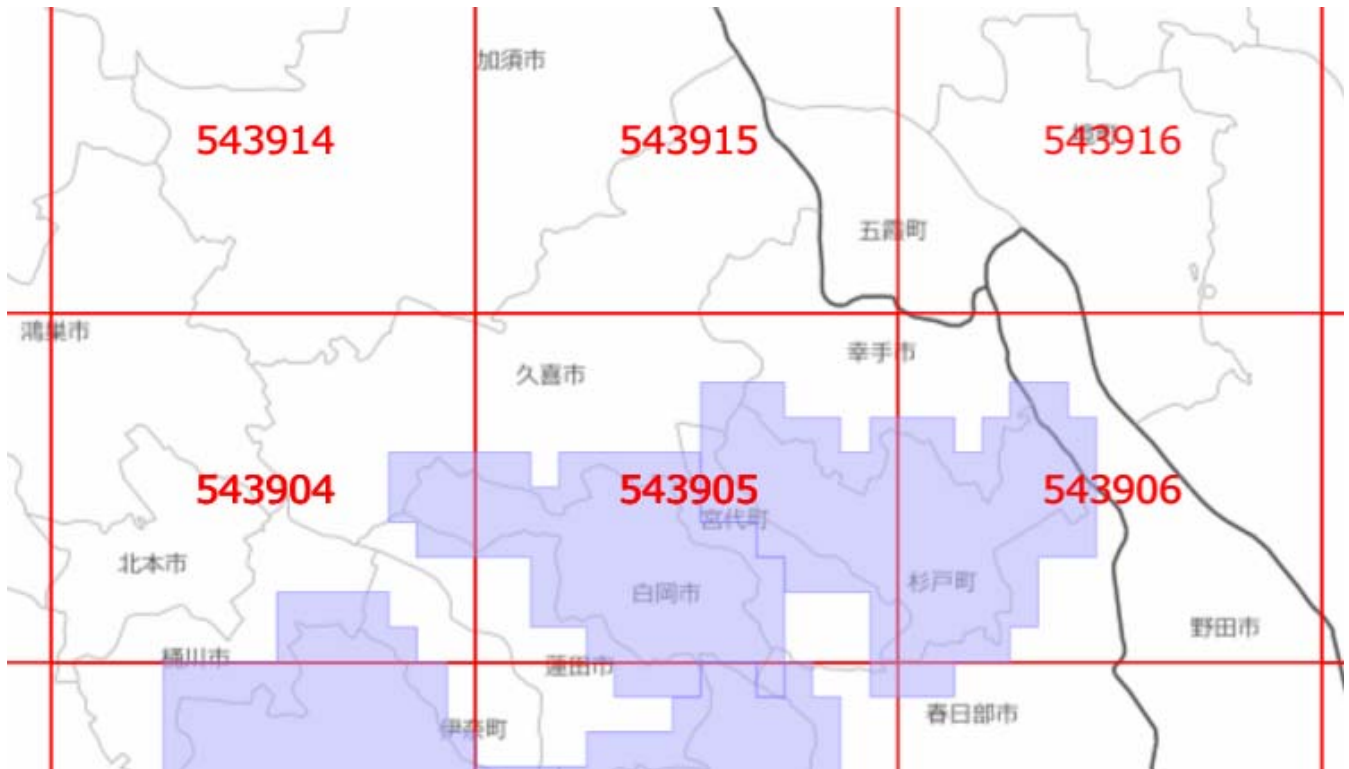 加須市
543914
543915
543916
五霞町
鴻巣市
幸手市
久喜市
543904
543905
543906
宮代町
北本市
杉戸町
白岡市
野田市
桶川市
蓮田市
春日部市
伊奈町